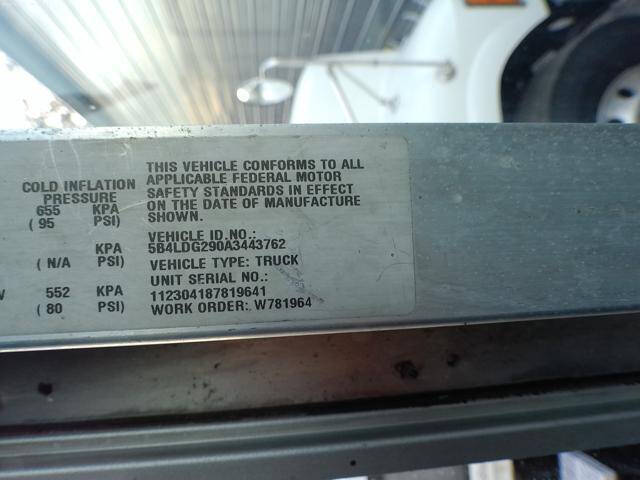 COLD INFLATION
PRESSURE
655 KPA
( 95 PSI)
KPA
( N/A PSI)
552 KPA
( 80 PSI)
THIS VEHICLE CONFORMS TO ALL
APPLICABLE FEDERAL MOTOR
SAFETY STANDARDS IN EFFECT
ON THE DATE OF MANUFACTURE
SHOWN.
VEHICLE ID.NO.:
5B4LDG290A3443762
VEHICLE TYPE: TRUCK
UNIT SERIAL NO.:
112304187819641
WORK ORDER: W781964